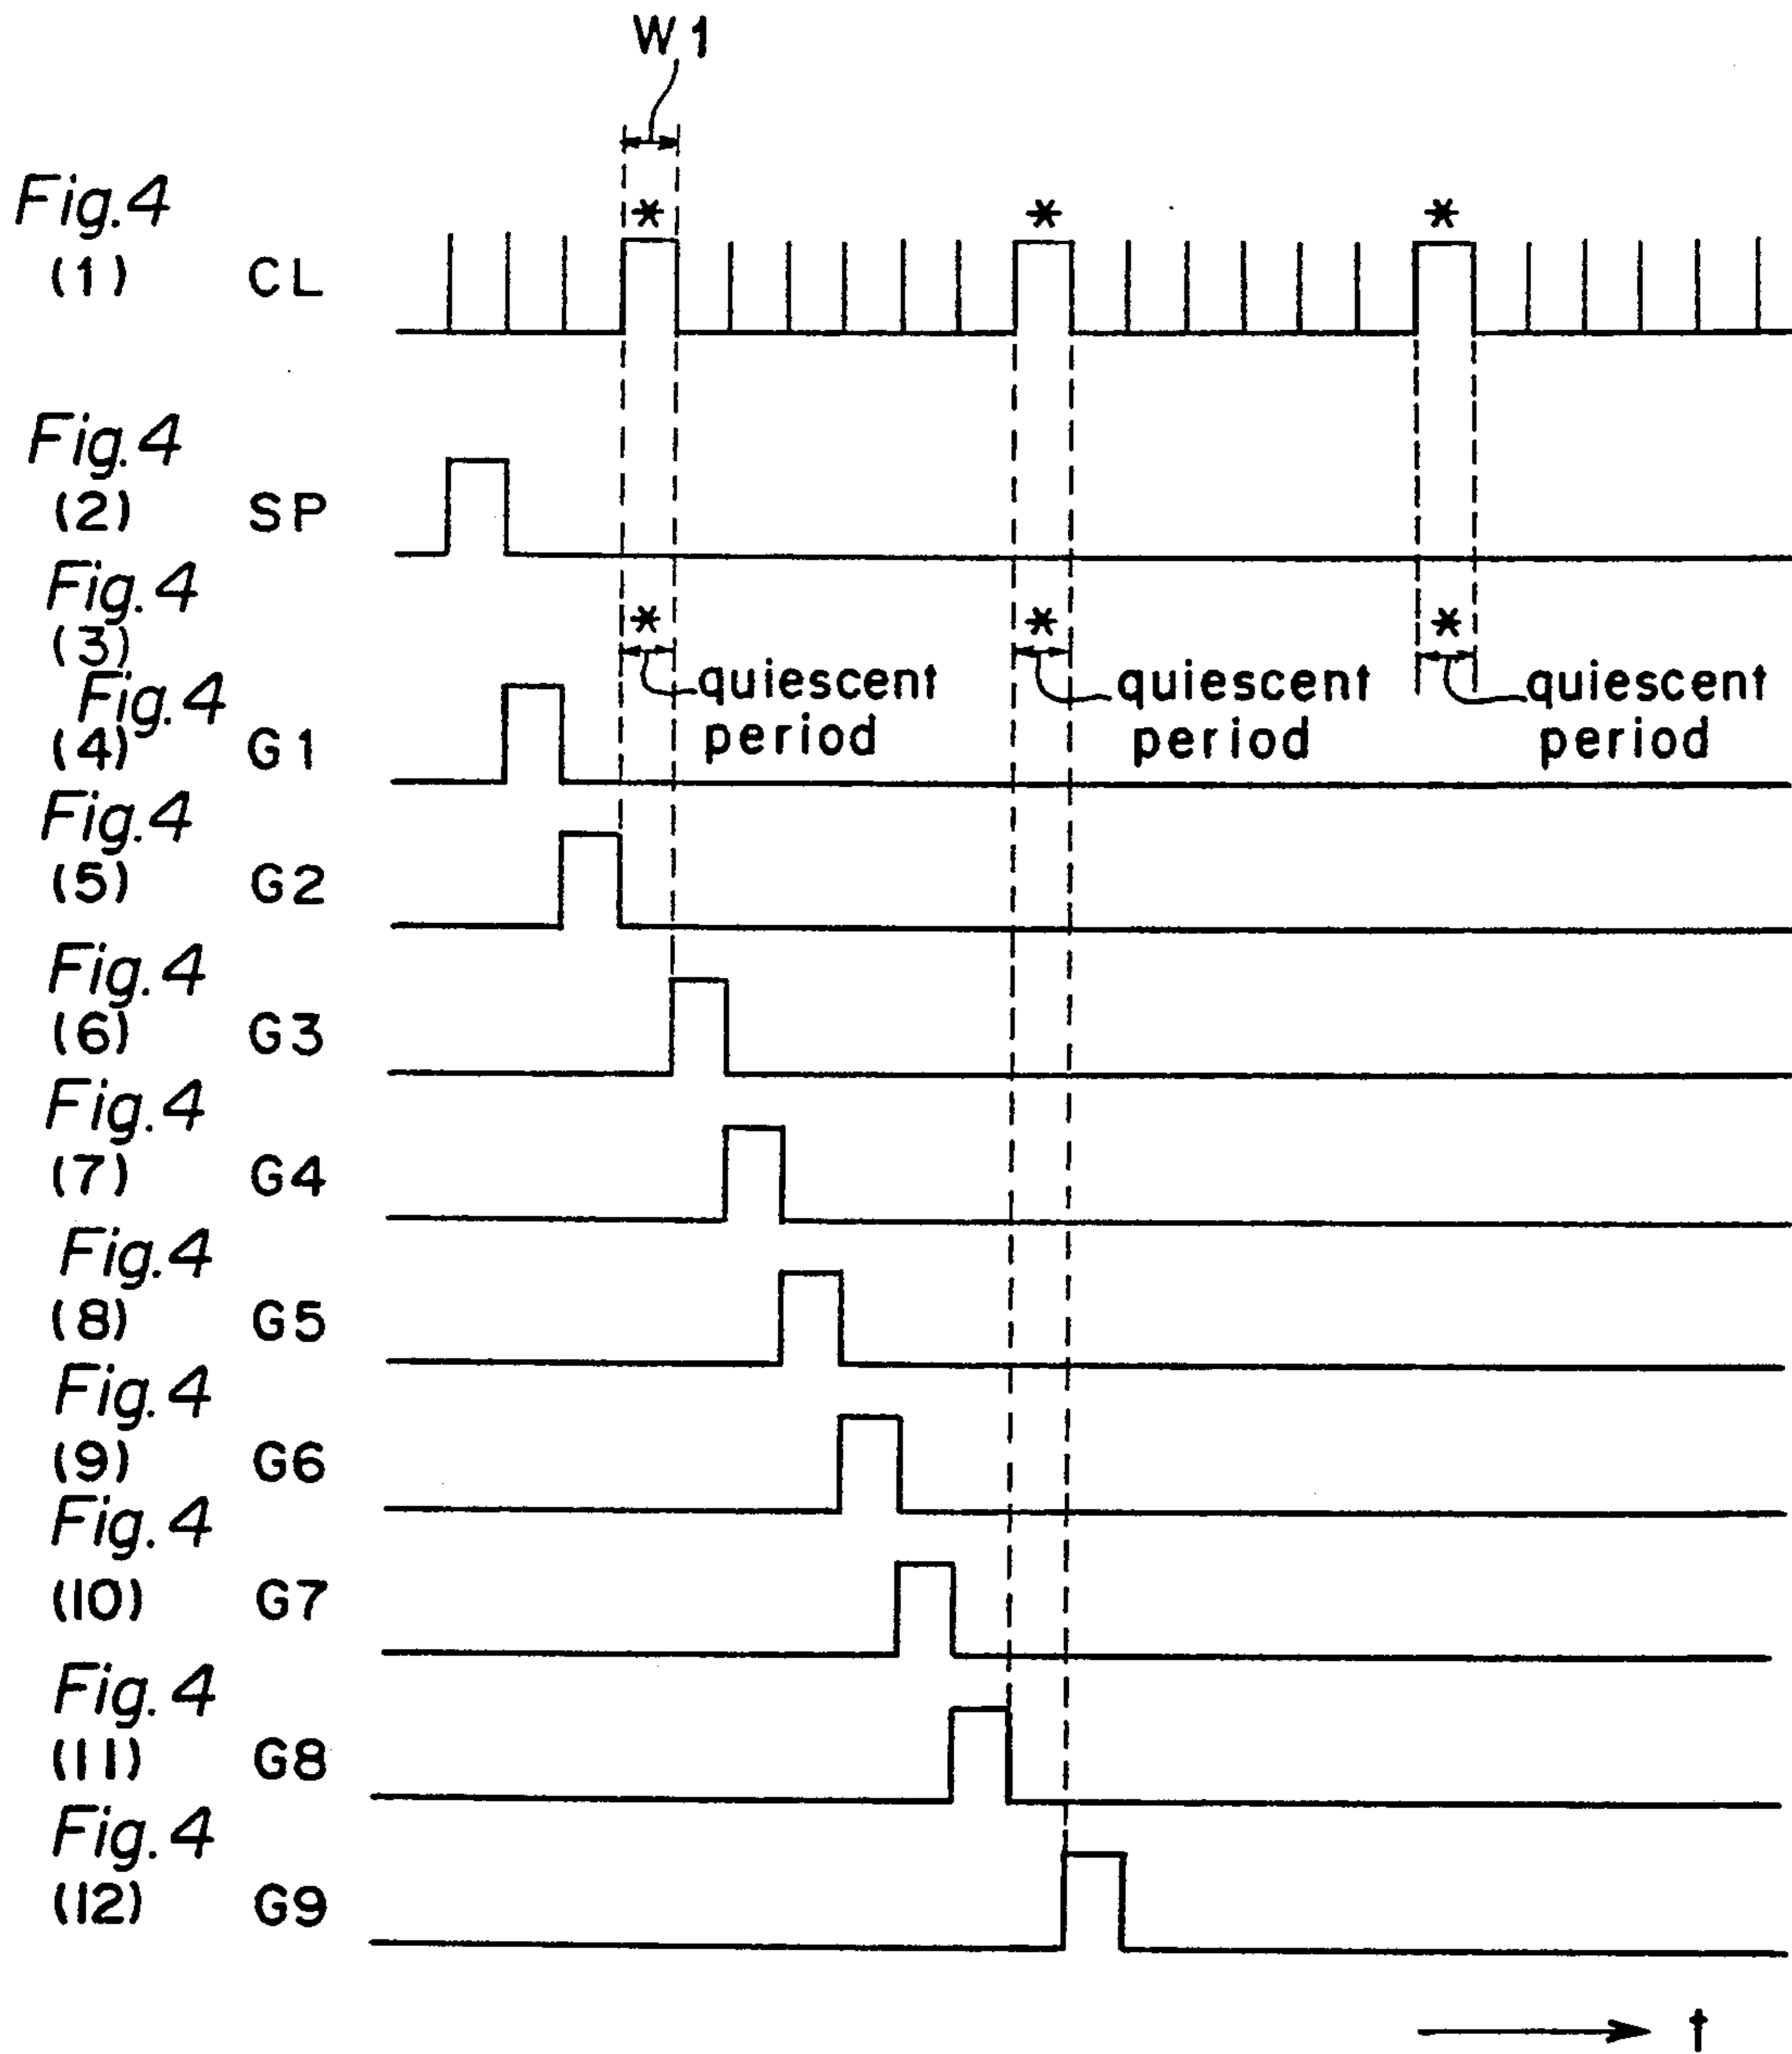 W1
Fig.4
(1) CL * * *
Fig.4
(2) SP
Fig.4
(3) * * *
quiescent period quiescent period quiescent period
Fig.4
(4) G1
Fig.4
(5) G2
Fig.4
(6) G3
Fig.4
(7) G4
Fig.4
(8) G5
Fig.4
(9) G6
Fig.4
(10) G7
Fig.4
(11) G8
Fig.4
(12) G9
t